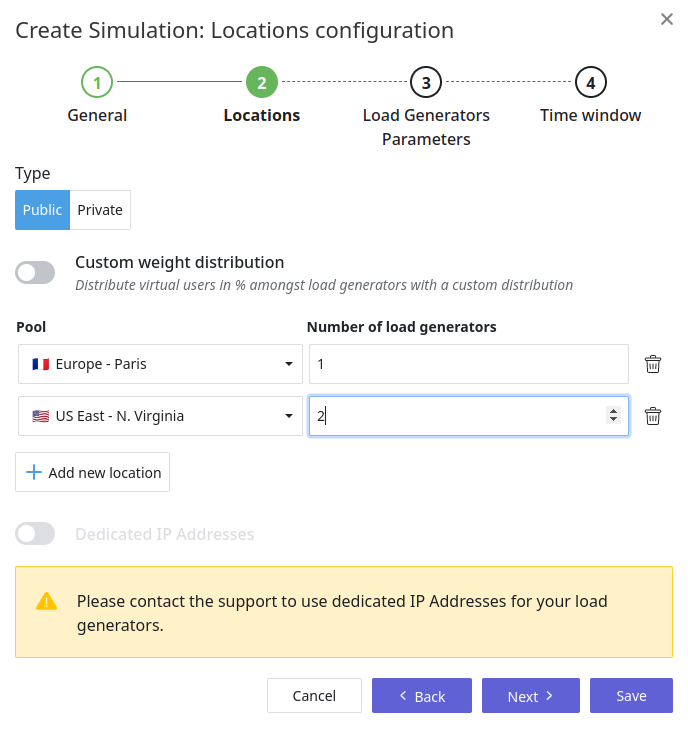 Create Simulation: Locations configuration
1
2
3
4
General
Locations
Load Generators
Parameters
Time window
Type
Public
Private
Custom weight distribution
Distribute virtual users in % amongst load generators with a custom distribution
Pool
Number of load generators
Europe - Paris
1
US East - N. Virginia
2
Add new location
Dedicated IP Addresses
Please contact the support to use dedicated IP Addresses for your load
generators.
Cancel
Back
Next
Save